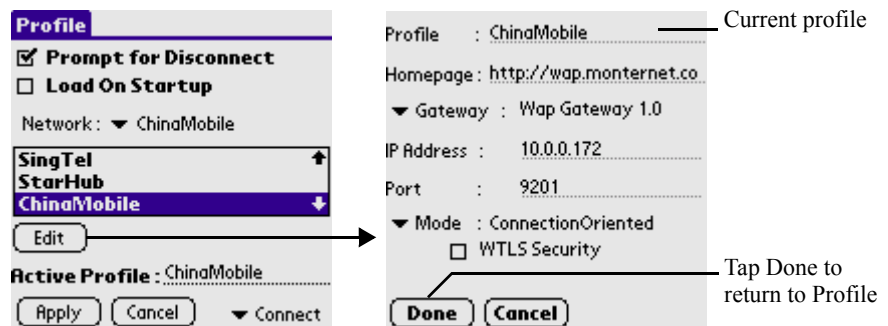 Profile
Prompt for Disconnect
Load On Startup
Network : ChinaMobile
SingTel
StarHub
ChinaMobile
Edit
Active Profile : ChinaMobile
Apply Cancel Connect
Profile : ChinaMobile
Homepage : http://wap.monternet.co
Gateway : Wap Gateway 1.0
IP Address : 10.0.0.172
Port : 9201
Mode : ConnectionOriented
WTLS Security
Done Cancel
Current profile
Tap Done to
return to Profile